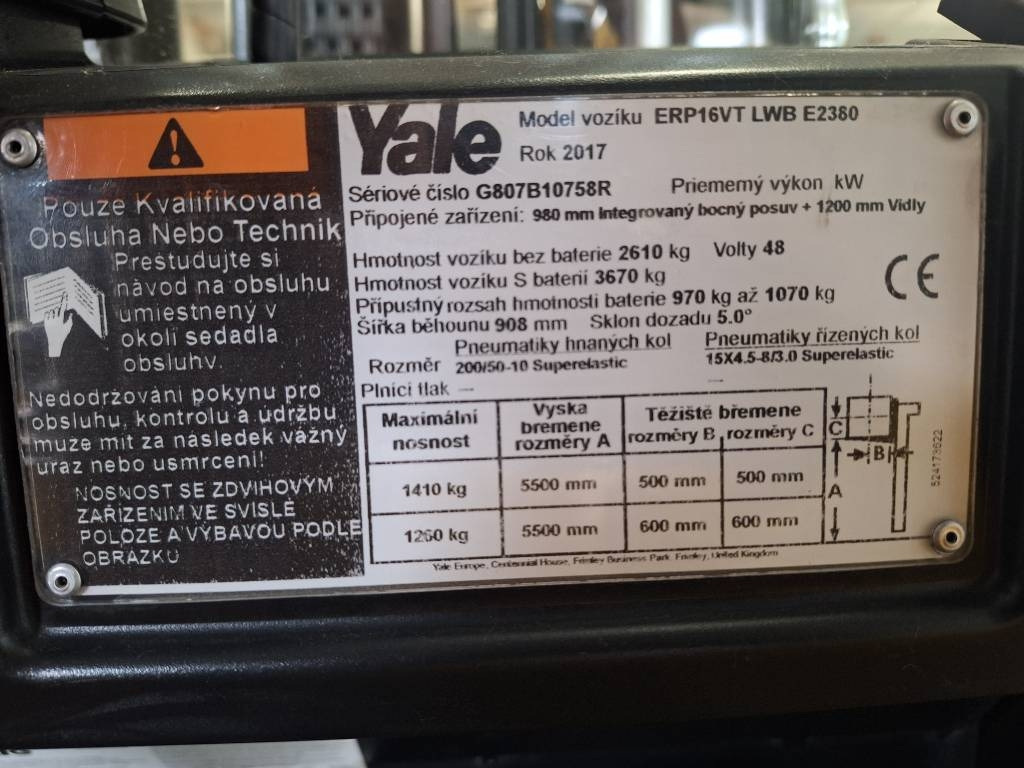 Pouze Kvalifikovaná
Obsluha Nebo Technik
Prestudujte si
návod na obsluhu
umiestnený v
okolí sedadla
obsluhy.
Nedodržování pokynu pro
obsluhu, kontrolu a údržbu
muze mít za následek vázný
uraz nebo usmrcení!
NOSNOST SE ZDVIHOVÝM
ZAŘÍZENÍM VE SVISLÉ
POLOZE A VÝBAVOU PODLE
OBRÁZKU
Yale
Model vozíku ERP16VT LWB E2380
Rok 2017
Sériové číslo G807B10758R Priemerný výkon kW
Připojené zařízení: 980 mm Integrovaný bocný posuv + 1200 mm Vidly
Hmotnost vozíku bez baterie 2610 kg Volty 48
Hmotnost vozíku S baterií 3670 kg
Přípustný rozsah hmotnosti baterie 970 kg až 1070 kg
Šířka běhounu 908 mm Sklon dozadu 5.0°
Pneumatiky hnaných kol Pneumatiky řízených kol
Rozměr 200/50-10 Superelastic 15X4.5-8/3.0 Superelastic
Plnící tlak — —
Maximální nosnost Vyska bremene rozměry A Těžiště břemene rozměry B rozměry C
1410 kg 5500 mm 500 mm 500 mm
1260 kg 5500 mm 600 mm 600 mm
Yale Europe, Centennial House, Frimley Business Park, Frimley, United Kingdom
CE
C
B
A
524178622